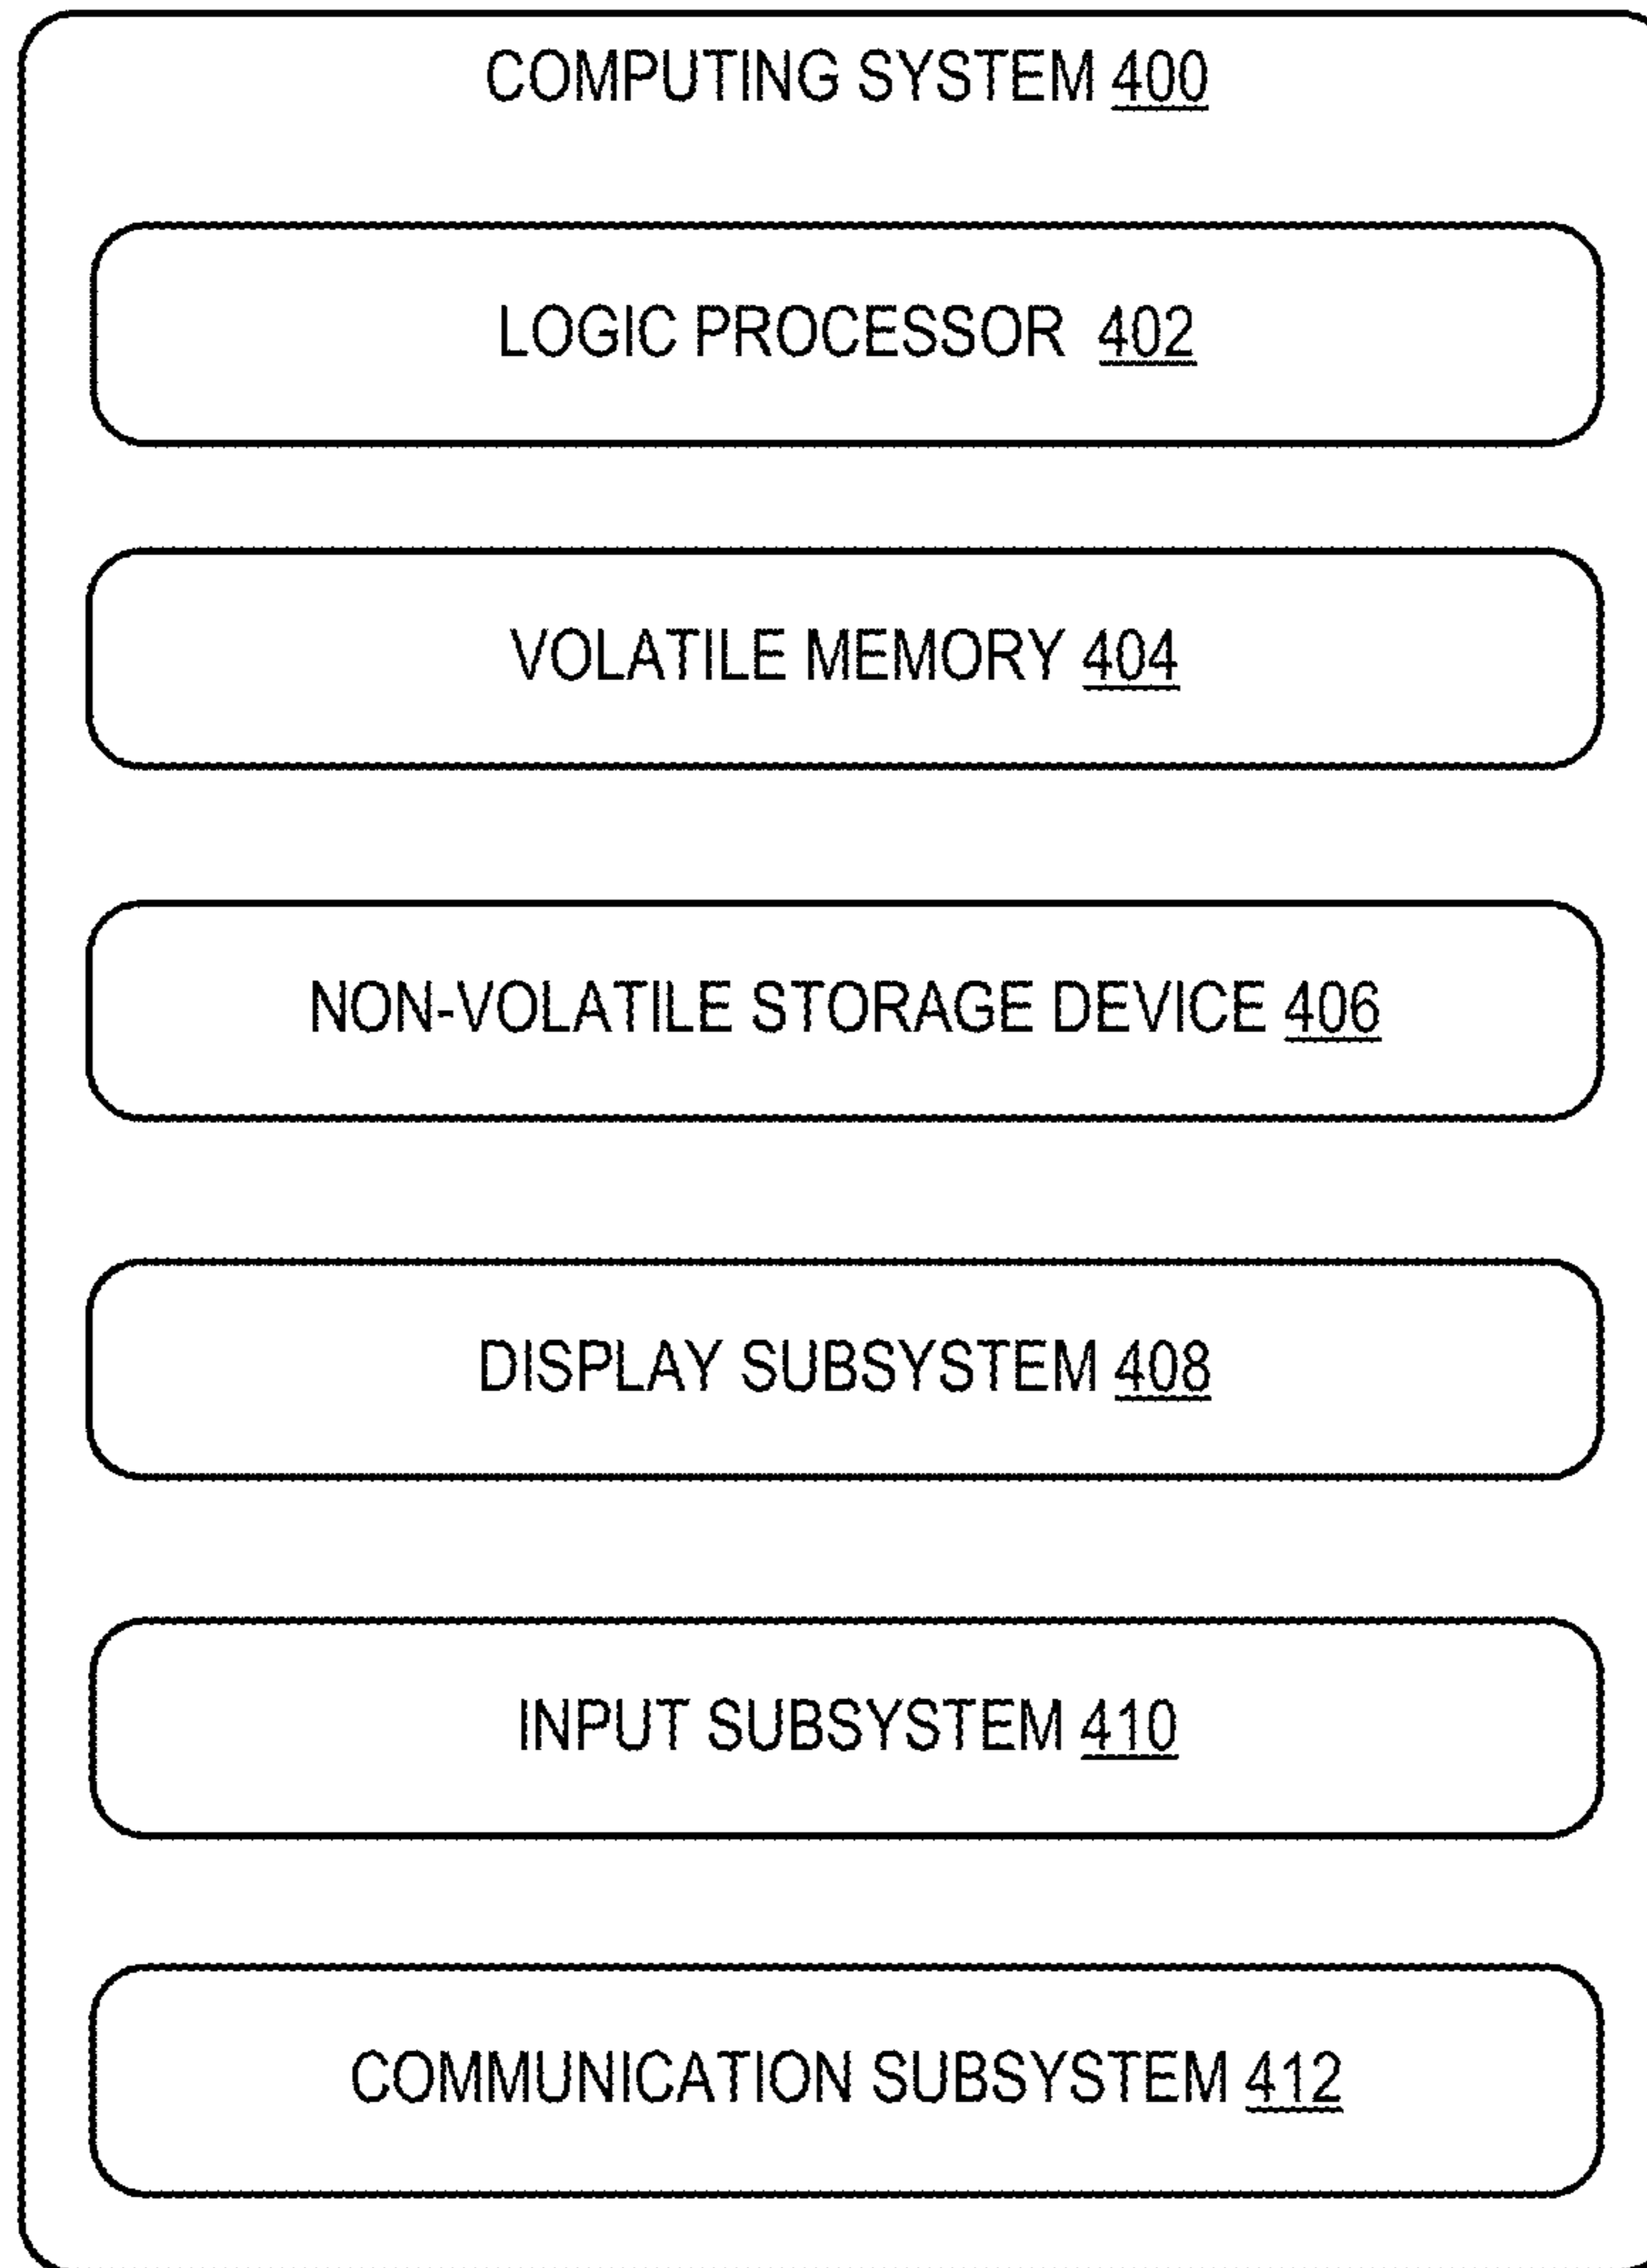 COMPUTING SYSTEM 400
LOGIC PROCESSOR 402
VOLATILE MEMORY 404
NON-VOLATILE STORAGE DEVICE 406
DISPLAY SUBSYSTEM 408
INPUT SUBSYSTEM 410
COMMUNICATION SUBSYSTEM 412